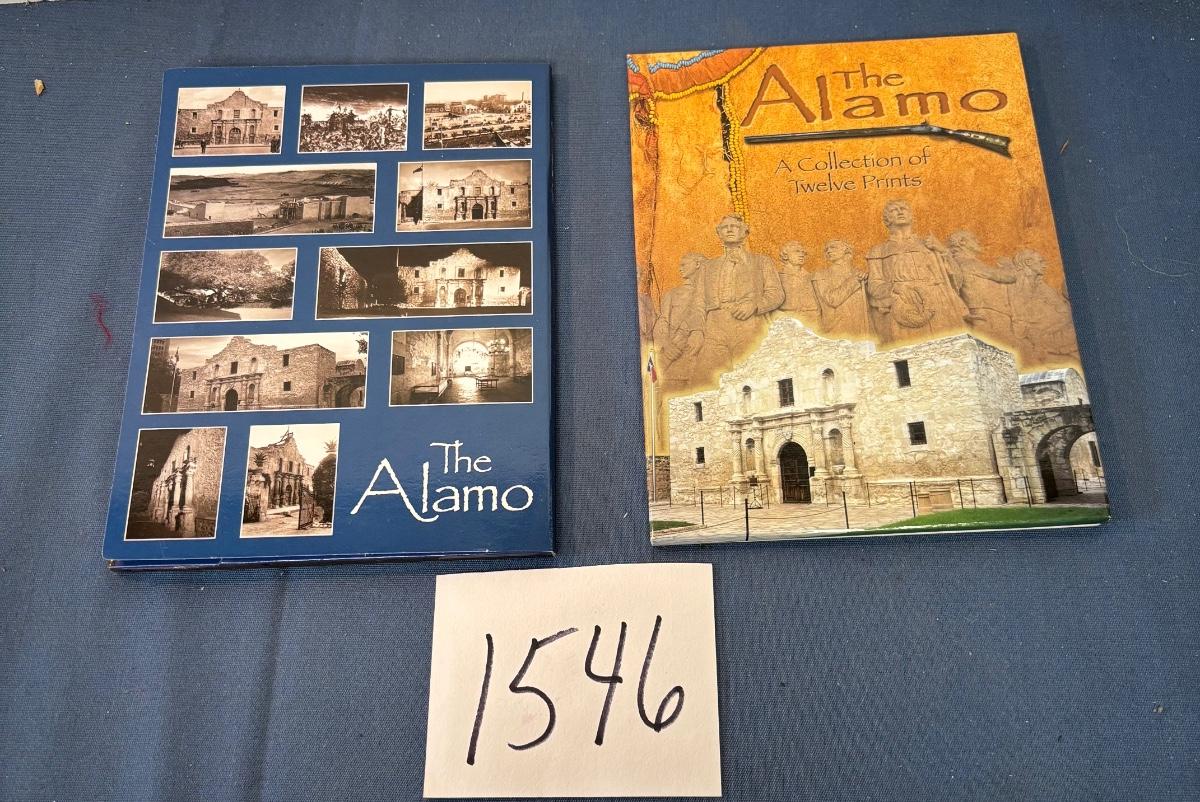 The
Alamo
The
Alamo
A Collection of
Twelve Prints
1546